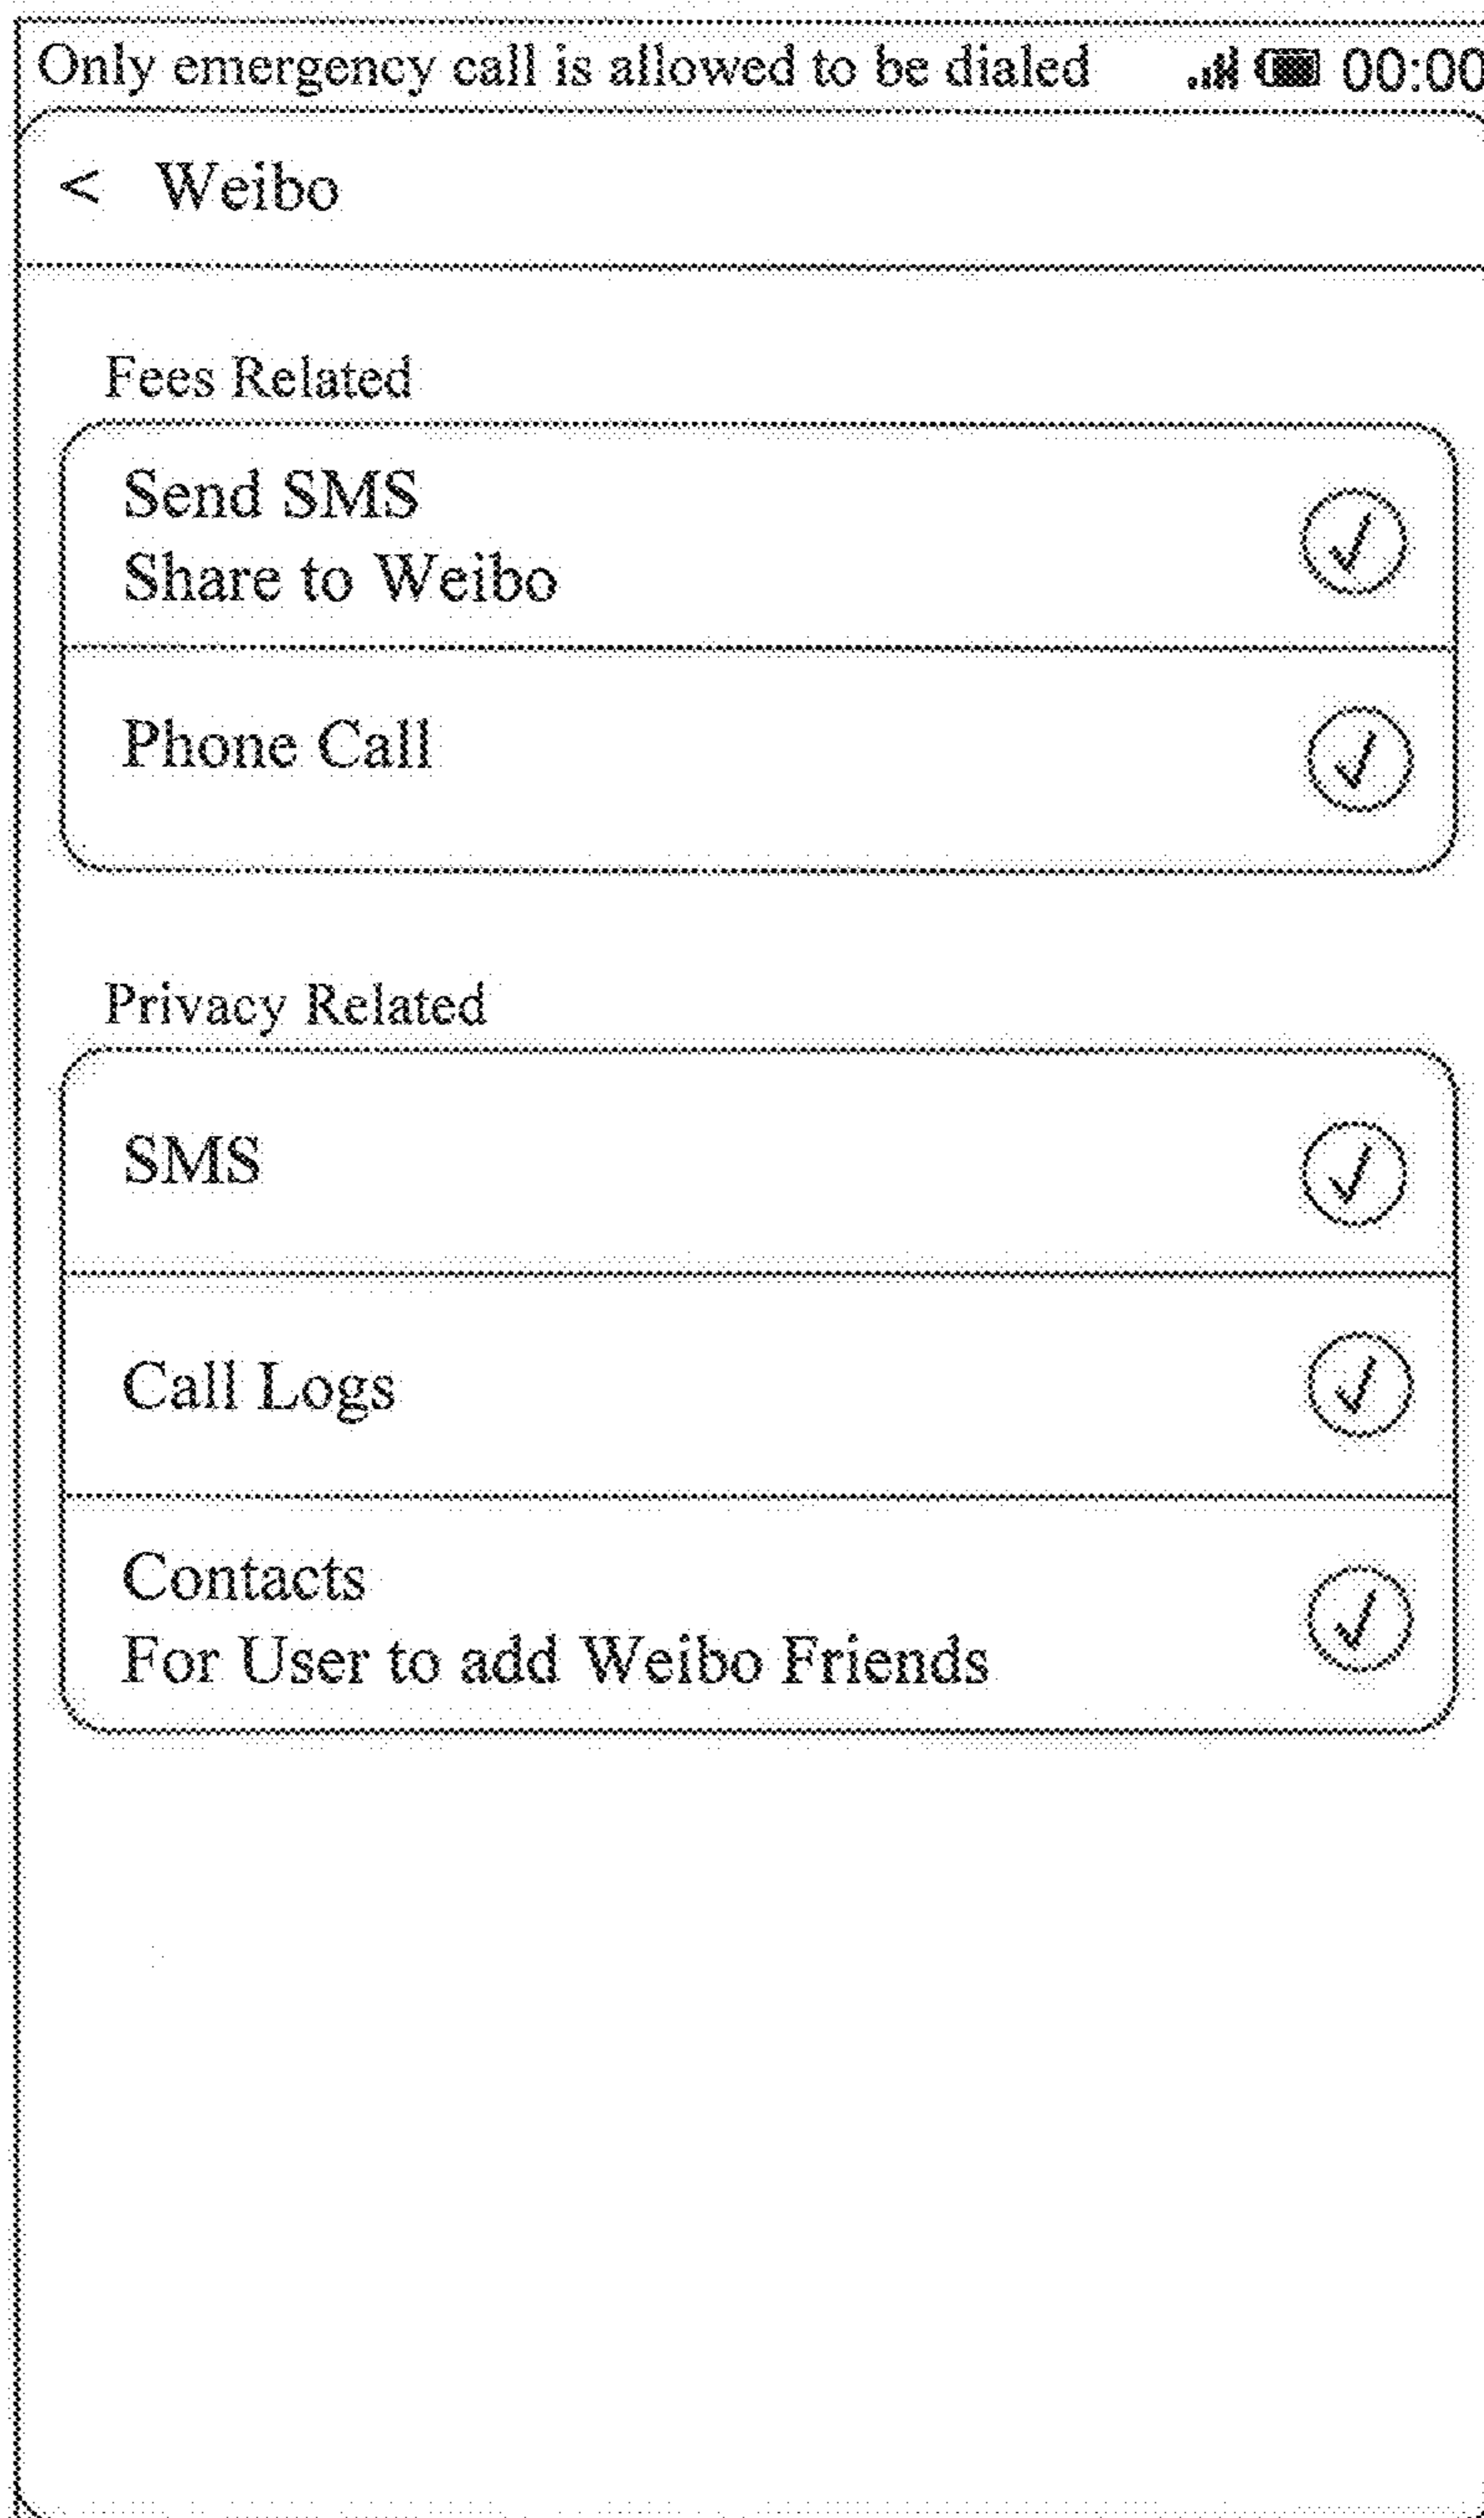 Only emergency call is allowed to be dialed 00:00
< Weibo
Fees Related
Send SMS
Share to Weibo
Phone Call
Privacy Related
SMS
Call Logs
Contacts
For User to add Weibo Friends